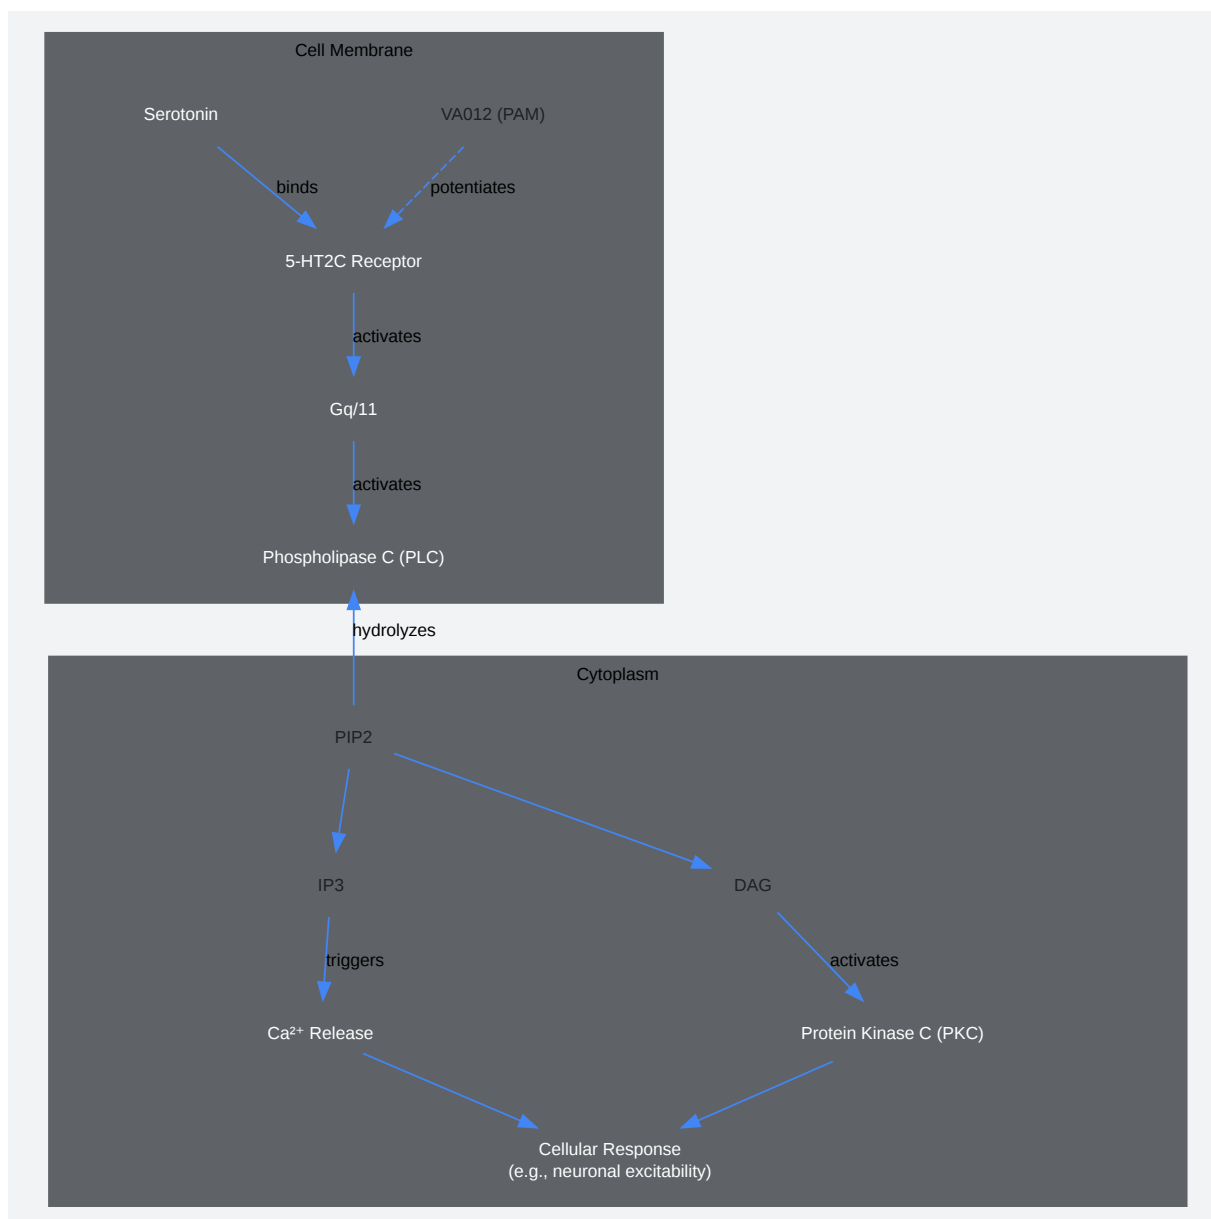 Cell Membrane
Serotonin
VA012 (PAM)
binds
potentiates
5-HT2C Receptor
activates
Gq/11
activates
Phospholipase C (PLC)
hydrolyzes
Cytoplasm
PIP2
IP3
DAG
triggers
activates
Ca²⁺ Release
Protein Kinase C (PKC)
Cellular Response
(e.g., neuronal excitability)